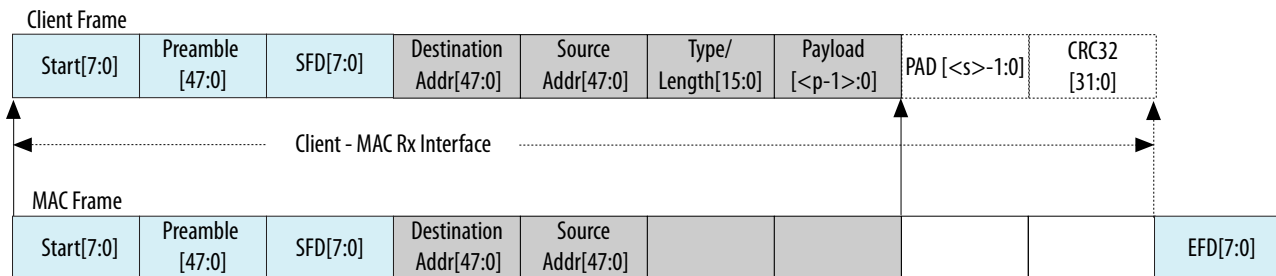 Client Frame
Start[7:0]
Preamble
[47:0]
SFD[7:0]
Destination
Addr[47:0]
Source
Addr[47:0]
Type/
Length[15:0]
Payload
[<p-1>:0]
PAD [<s>-1:0]
CRC32
[31:0]
Client - MAC Rx Interface
MAC Frame
Start[7:0]
Preamble
[47:0]
SFD[7:0]
Destination
Addr[47:0]
Source
Addr[47:0]
EFD[7:0]